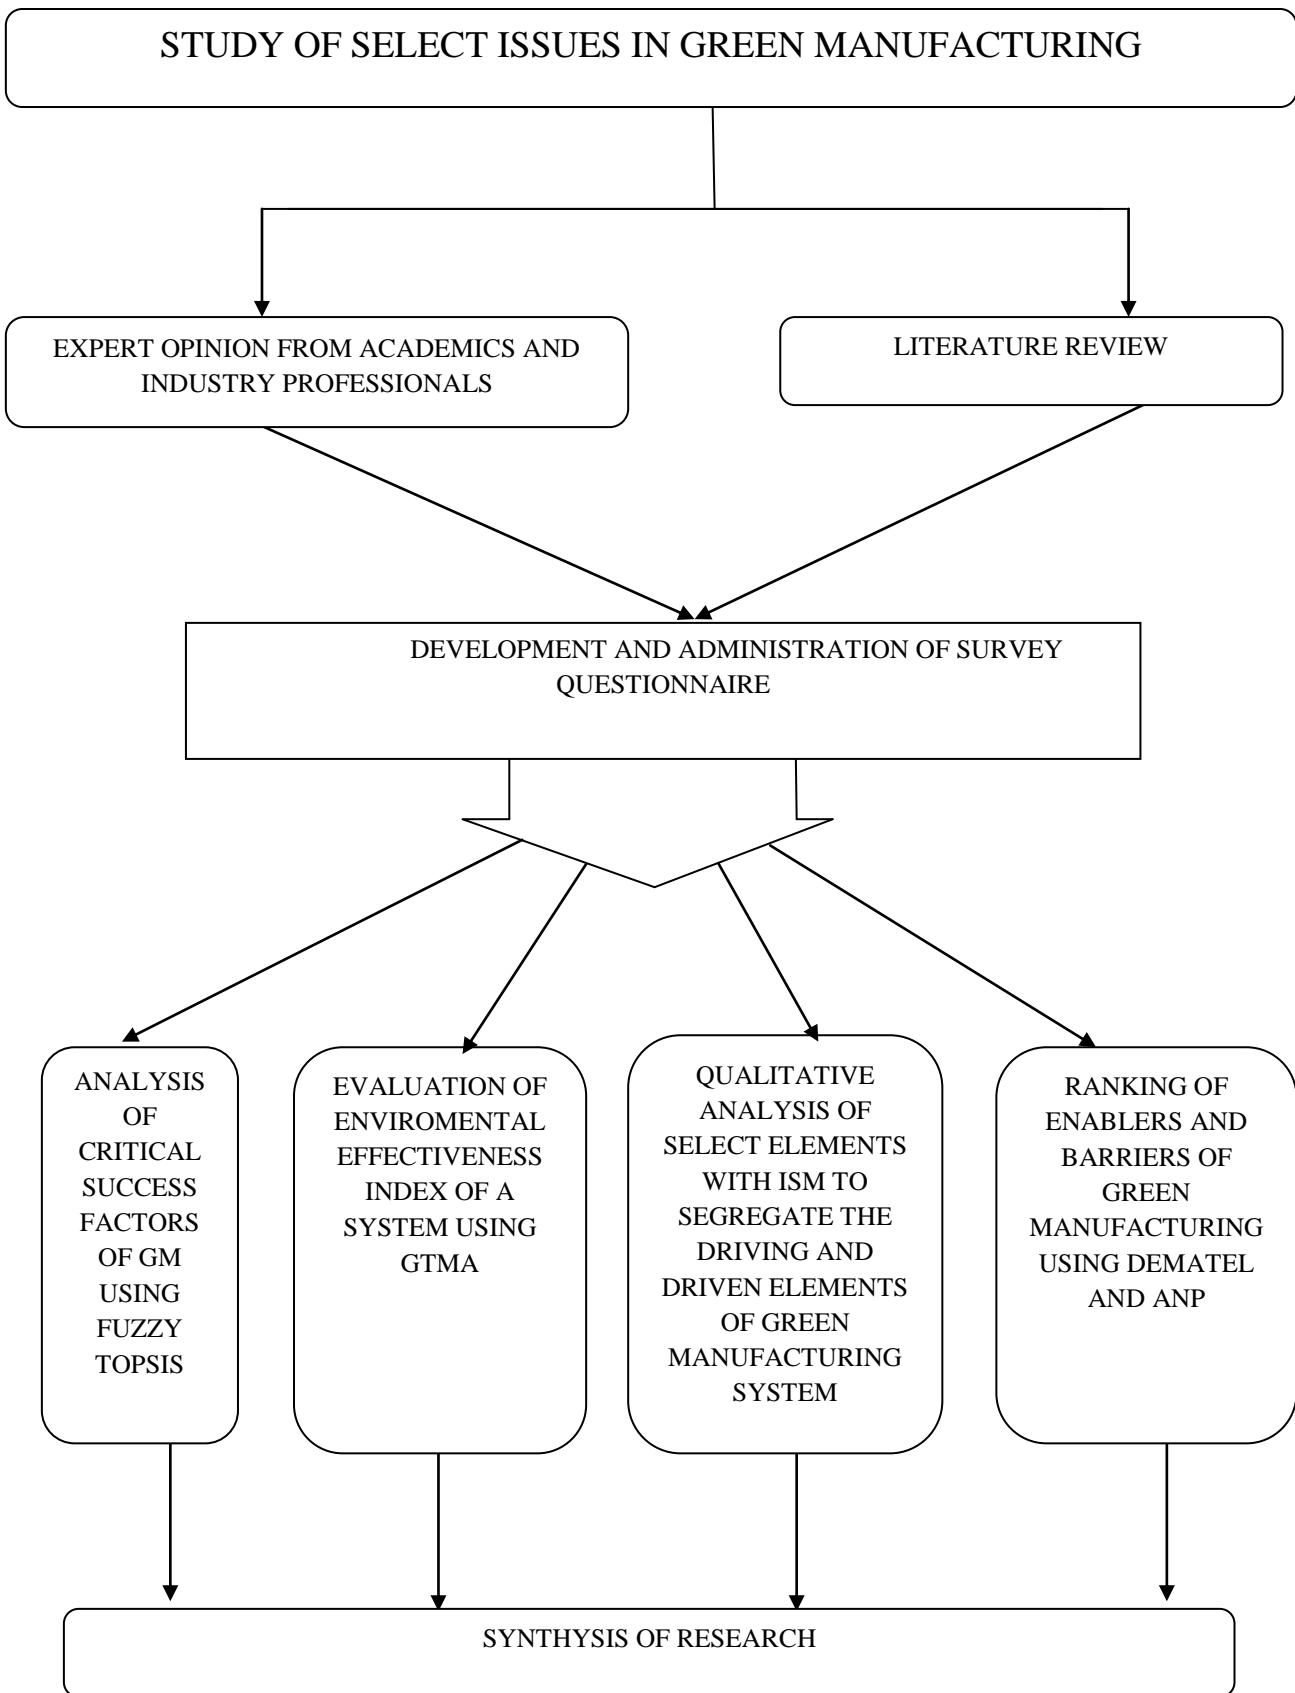 STUDY OF SELECT ISSUES IN GREEN MANUFACTURING
EXPERT OPINION FROM ACADEMICS AND
INDUSTRY PROFESSIONALS
LITERATURE REVIEW
DEVELOPMENT AND ADMINISTRATION OF SURVEY
QUESTIONNAIRE
ANALYSIS
OF
CRITICAL
SUCCESS
FACTORS
OF GM
USING
FUZZY
TOPSIS
EVALUATION OF
ENVIROMENTAL
EFFECTIVENESS
INDEX OF A
SYSTEM USING
GTMA
QUALITATIVE
ANALYSIS OF
SELECT ELEMENTS
WITH ISM TO
SEGREGATE THE
DRIVING AND
DRIVEN ELEMENTS
OF GREEN
MANUFACTURING
SYSTEM
RANKING OF
ENABLERS AND
BARRIERS OF
GREEN
MANUFACTURING
USING DEMATEL
AND ANP
SYNTHYSIS OF RESEARCH